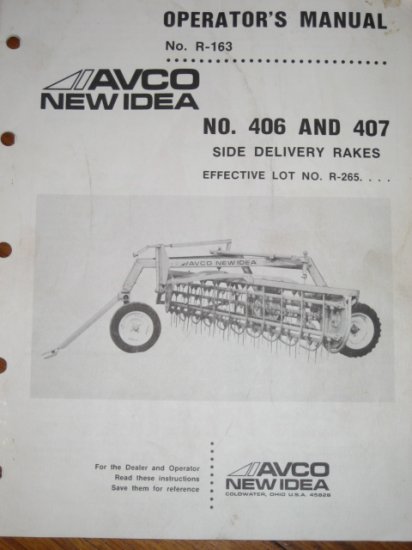 OPERATOR'S MANUAL
No. R-163
AVCO
NEW IDEA
NO. 406 AND 407
SIDE DELIVERY RAKES
EFFECTIVE LOT NO. R-265. . . .
AVCO NEW IDEA
For the Dealer and Operator
Read these instructions
Save them for reference
AVCO
NEW IDEA
COLDWATER, OHIO U.S.A. 45828